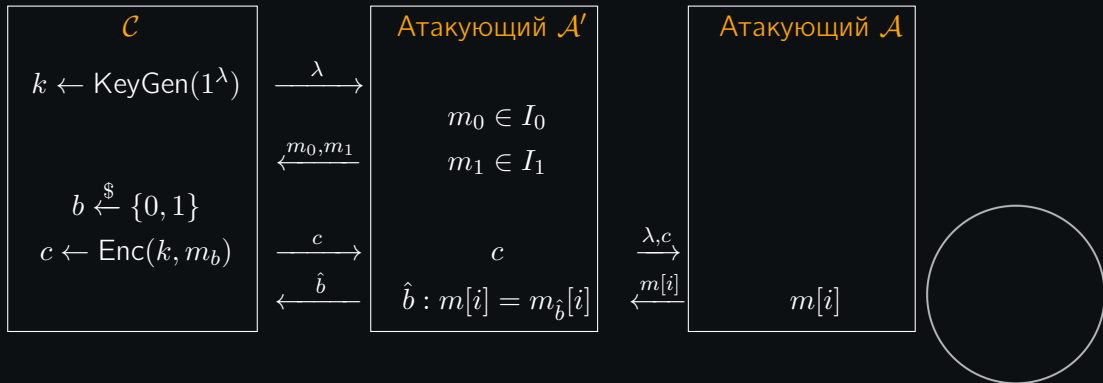 𝒞 Атакующий 𝒜′ Атакующий 𝒜
k ← KeyGen(1^λ) λ
m_0 ∈ I_0
m_0,m_1 m_1 ∈ I_1
b ←$ {0, 1}
c ← Enc(k, m_b) c c λ,c
b̂ b̂ : m[i] = m_b̂[i] m[i] m[i]